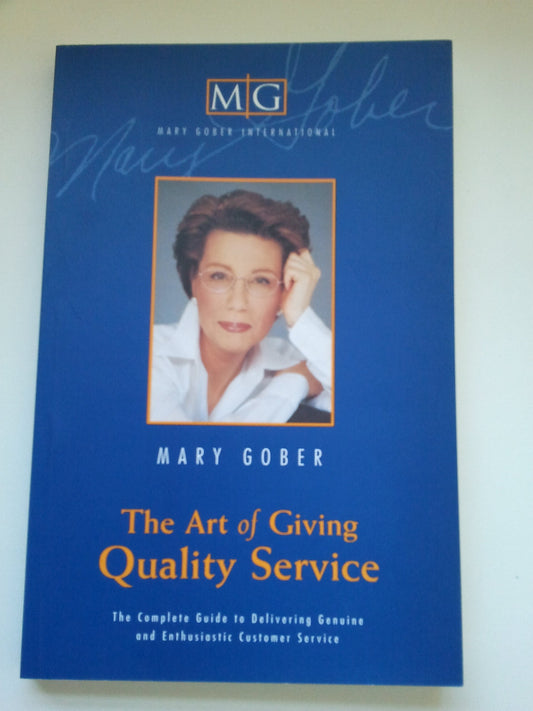 M|G
MARY GOBER INTERNATIONAL
Mary Gober
MARY GOBER
The Art of Giving
Quality Service
The Complete Guide to Delivering Genuine
and Enthusiastic Customer Service